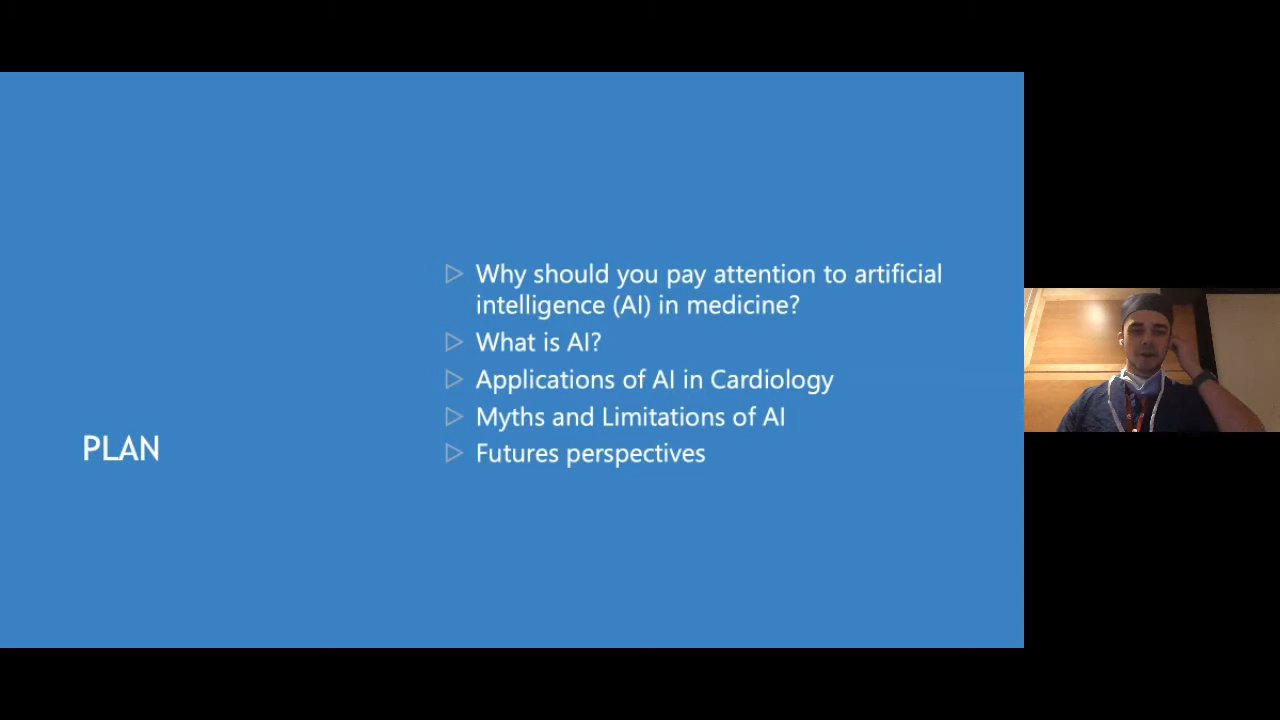 PLAN
Why should you pay attention to artificial
intelligence (AI) in medicine?
What is AI?
Applications of AI in Cardiology
Myths and Limitations of AI
Futures perspectives